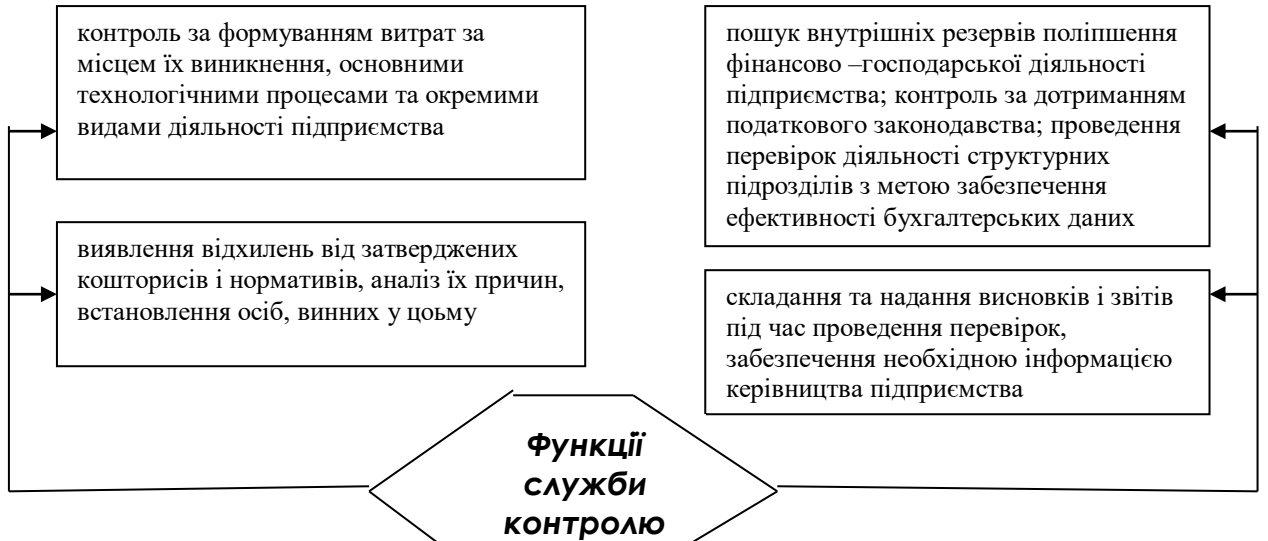 контроль за формуванням витрат за
місцем їх виникнення, основними
технологічними процесами та окремими
видами діяльності підприємства
виявлення відхилень від затверджених
кошторисів і нормативів, аналіз їх причин,
встановлення осіб, винних у цоьму
пошук внутрішніх резервів поліпшення
фінансово –господарської діяльності
підприємства; контроль за дотриманням
податкового законодавства; проведення
перевірок діяльності структурних
підрозділів з метою забезпечення
ефективності бухгалтерських даних
складання та надання висновків і звітів
під час проведення перевірок,
забезпечення необхідною інформацією
керівництва підприємства
Функції
служби
контролю